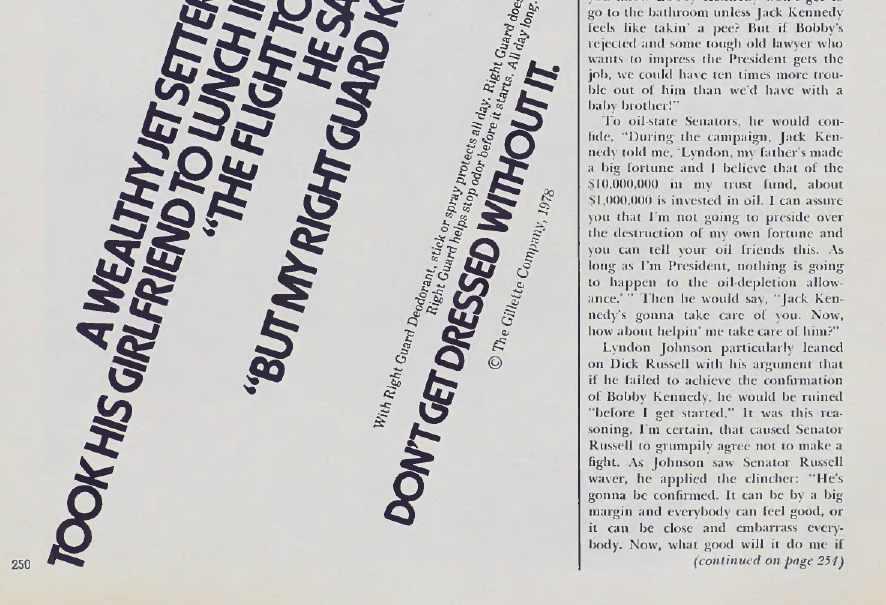 A WEALTHY JET SETTER
TOOK HIS GIRLFRIEND TO LUNCH I
"THE FLIGHT TO
HE SA
"BUT MY RIGHT GUARD K
With Right Guard Deodorant, stick or spray protects all day. Right Guard does
Right Guard helps stop odor before it starts. All day long.
DON'T GET DRESSED WITHOUT IT.
© The Gillette Company, 1978
250
go to the bathroom unless Jack Kennedy
feels like takin' a pee? But if Bobby's
rejected and some tough old lawyer who
wants to impress the President gets the
job, we could have ten times more trou-
ble out of him than we'd have with a
baby brother!"
To oil-state Senators, he would con-
fide, "During the campaign, Jack Ken-
nedy told me, 'Lyndon, my father's made
a big fortune and I believe that of the
$10,000,000 in my trust fund, about
$1,000,000 is invested in oil. I can assure
you that I'm not going to preside over
the destruction of my own fortune and
you can tell your oil friends this. As
long as I'm President, nothing is going
to happen to the oil-depletion allow-
ance.' " Then he would say, "Jack Ken-
nedy's gonna take care of you. Now,
how about helpin' me take care of him?"
Lyndon Johnson particularly leaned
on Dick Russell with his argument that
if he failed to achieve the confirmation
of Bobby Kennedy, he would be ruined
"before I get started." It was this rea-
soning, I'm certain, that caused Senator
Russell to grumpily agree not to make a
fight. As Johnson saw Senator Russell
waver, he applied the clincher: "He's
gonna be confirmed. It can be by a big
margin and everybody can feel good, or
it can be close and embarrass every-
body. Now, what good will it do me if
(continued on page 254)